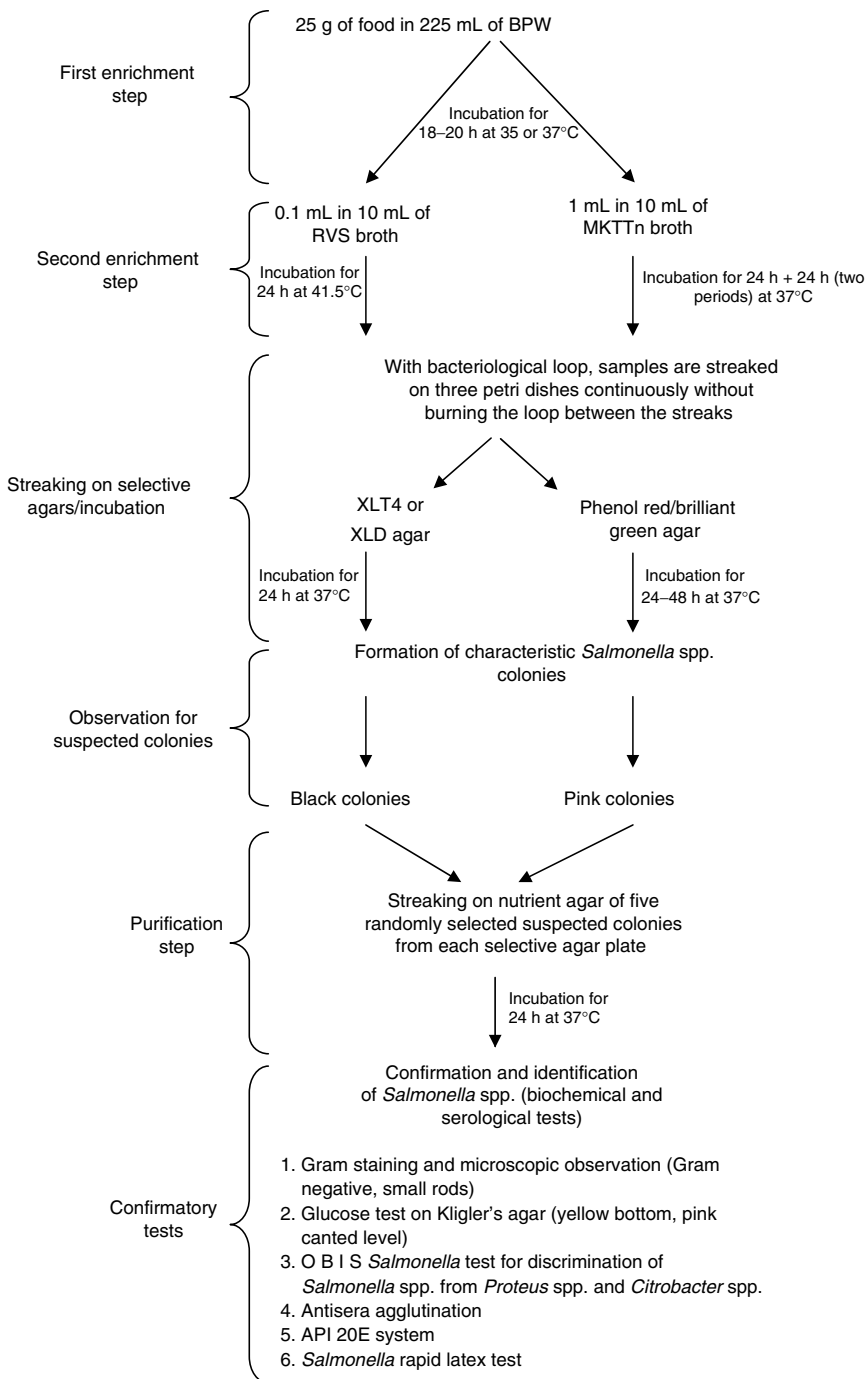 25 g of food in 225 mL of BPW
First enrichment
step
Incubation for
18–20 h at 35 or 37°C
0.1 mL in 10 mL of
RVS broth
1 mL in 10 mL of
MKTTn broth
Second enrichment
step
Incubation for
24 h at 41.5°C
Incubation for 24 h + 24 h (two
periods) at 37°C
With bacteriological loop, samples are streaked
on three petri dishes continuously without
burning the loop between the streaks
Streaking on selective
agars/incubation
XLT4 or
XLD agar
Phenol red/brilliant
green agar
Incubation for
24 h at 37°C
Incubation for
24–48 h at 37°C
Formation of characteristic Salmonella spp.
colonies
Observation for
suspected colonies
Black colonies
Pink colonies
Purification
step
Streaking on nutrient agar of five
randomly selected suspected colonies
from each selective agar plate
Incubation for
24 h at 37°C
Confirmation and identification
of Salmonella spp. (biochemical and
serological tests)
Confirmatory
tests
1. Gram staining and microscopic observation (Gram
negative, small rods)
2. Glucose test on Kligler's agar (yellow bottom, pink
canted level)
3. O B I S Salmonella test for discrimination of
Salmonella spp. from Proteus spp. and Citrobacter spp.
4. Antisera agglutination
5. API 20E system
6. Salmonella rapid latex test